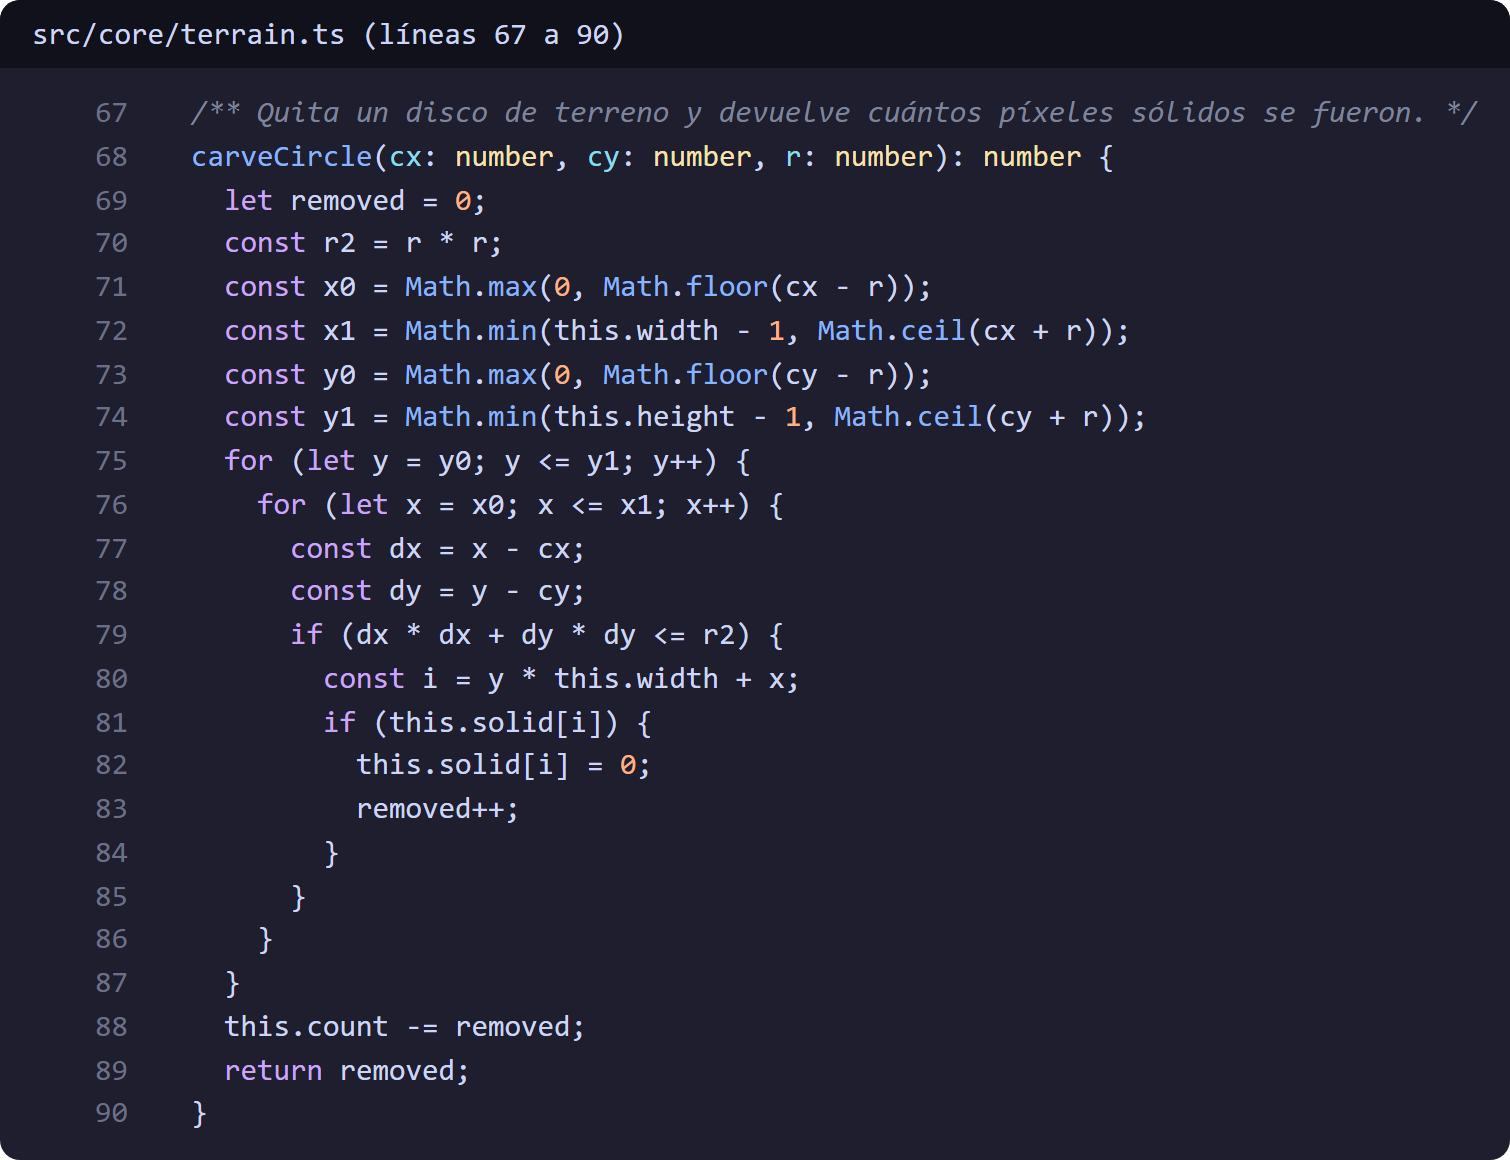 src/core/terrain.ts (líneas 67 a 90)
67 /** Quita un disco de terreno y devuelve cuántos píxeles sólidos se fueron. */
68 carveCircle(cx: number, cy: number, r: number): number {
69 let removed = 0;
70 const r2 = r * r;
71 const x0 = Math.max(0, Math.floor(cx - r));
72 const x1 = Math.min(this.width - 1, Math.ceil(cx + r));
73 const y0 = Math.max(0, Math.floor(cy - r));
74 const y1 = Math.min(this.height - 1, Math.ceil(cy + r));
75 for (let y = y0; y <= y1; y++) {
76 for (let x = x0; x <= x1; x++) {
77 const dx = x - cx;
78 const dy = y - cy;
79 if (dx * dx + dy * dy <= r2) {
80 const i = y * this.width + x;
81 if (this.solid[i]) {
82 this.solid[i] = 0;
83 removed++;
84 }
85 }
86 }
87 }
88 this.count -= removed;
89 return removed;
90 }